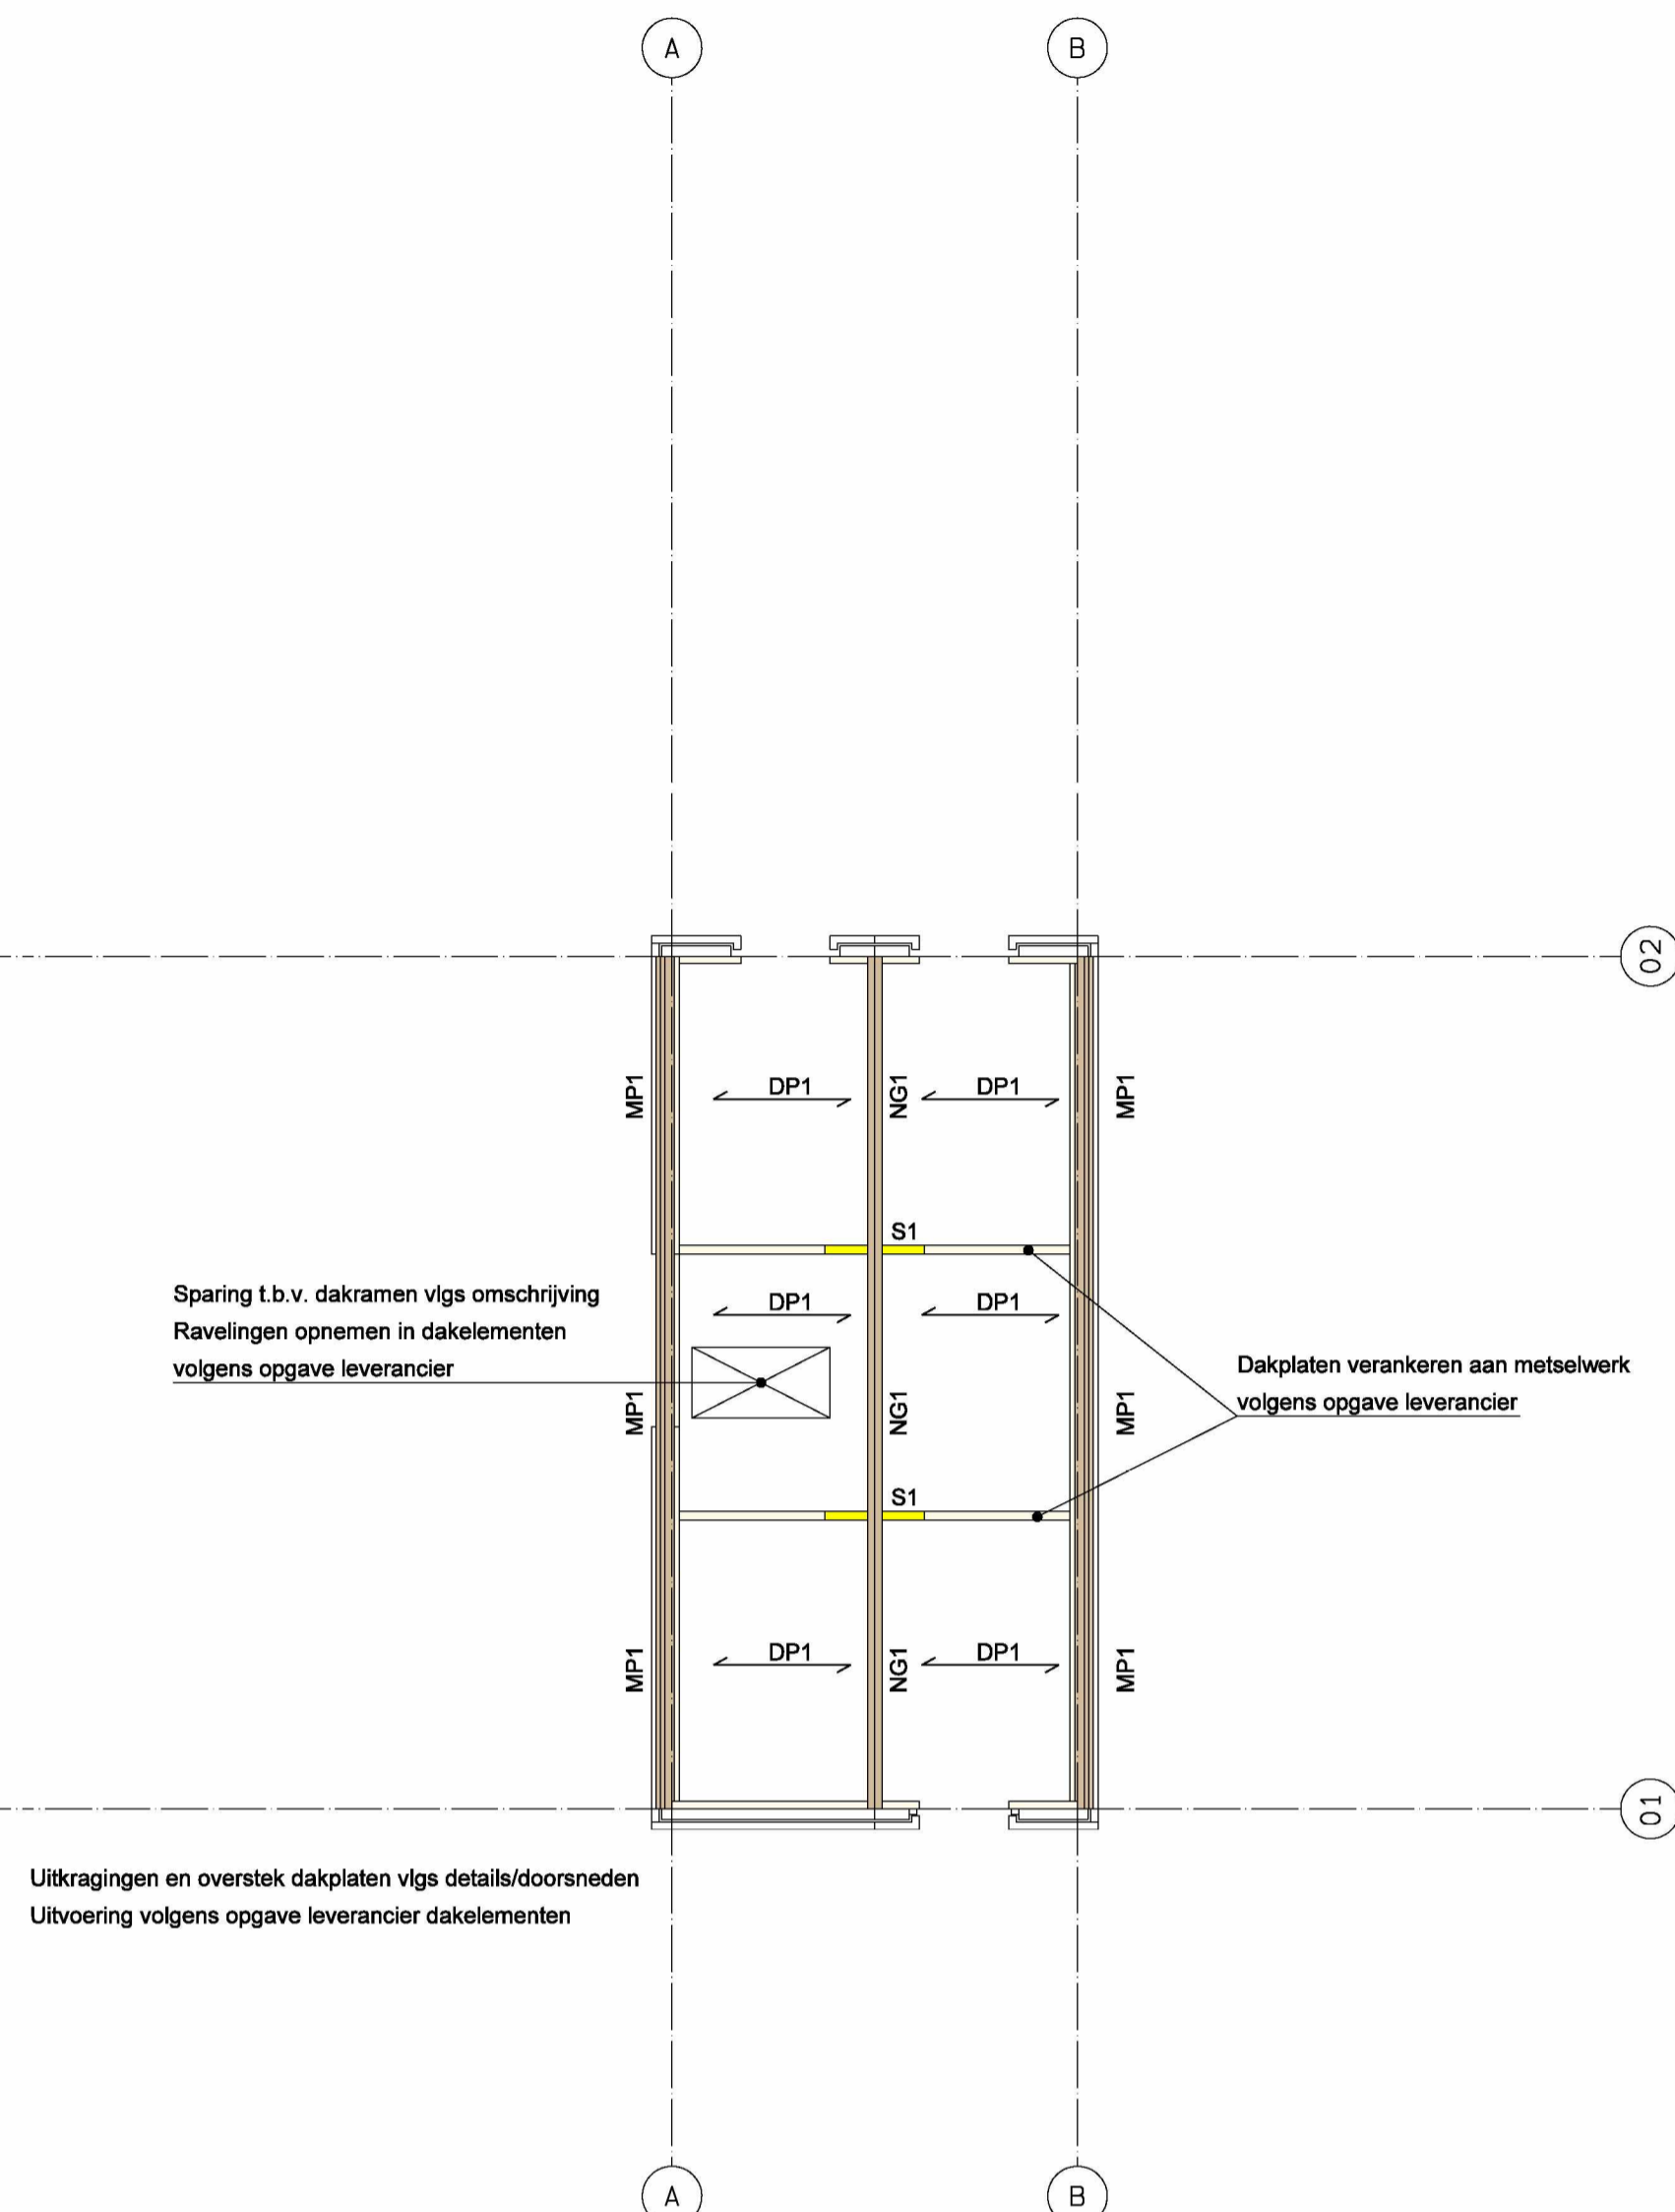 A
B
02
MP1
DP1
NG1
DP1
MP1
S1
Sparing t.b.v. dakramen vlgs omschrijving
Ravelingen opnemen in dakelementen
volgens opgave leverancier
DP1
DP1
Dakplaten verankeren aan metselwerk
volgens opgave leverancier
MP1
NG1
MP1
S1
MP1
DP1
NG1
DP1
MP1
01
Uitkragingen en overstek dakplaten vlgs details/doorsneden
Uitvoering volgens opgave leverancier dakelementen
A
B